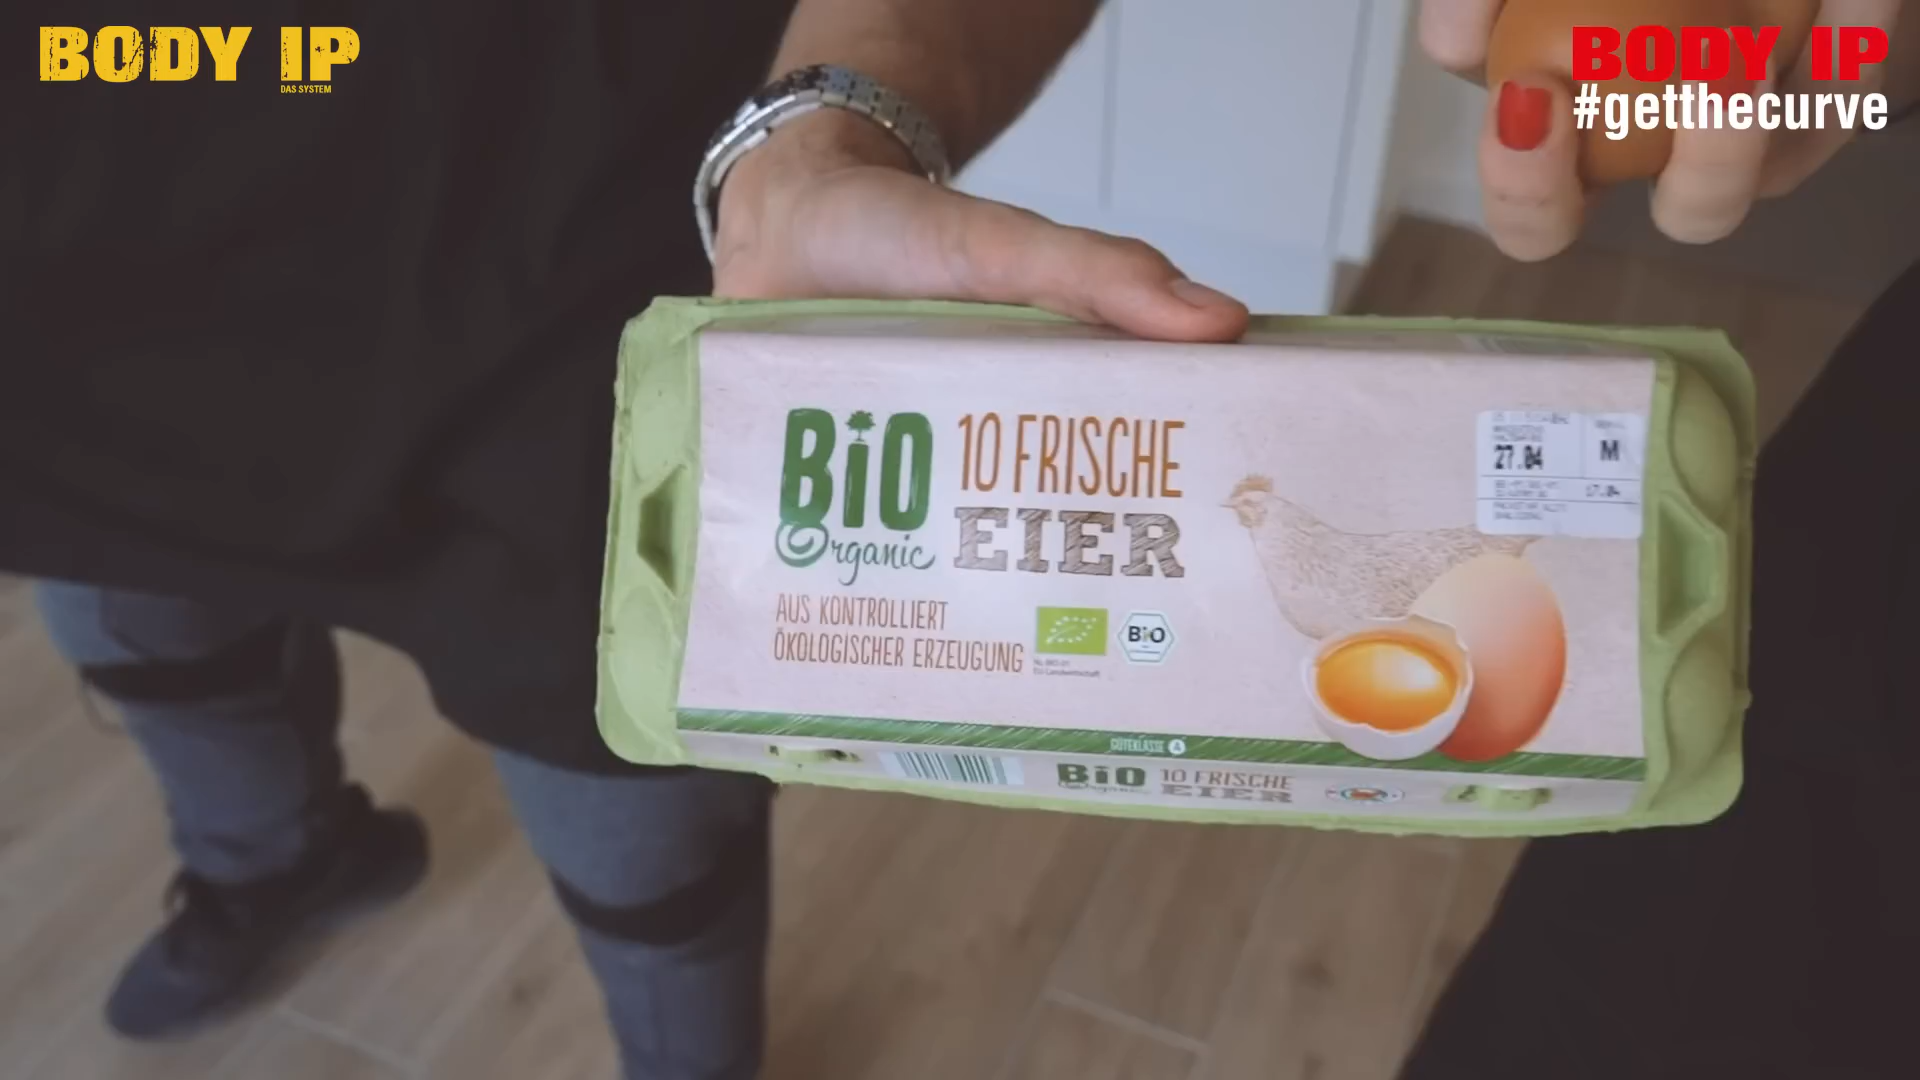 BODY IP
DAS SYSTEM
BODY IP
#getthecurve
BiO
Organic
10 FRISCHE
EIER
AUS KONTROLLIERT
ÖKOLOGISCHER ERZEUGUNG
BiO
27.04
M
GÜTEKLASSE A
BiO
10 FRISCHE
EIER